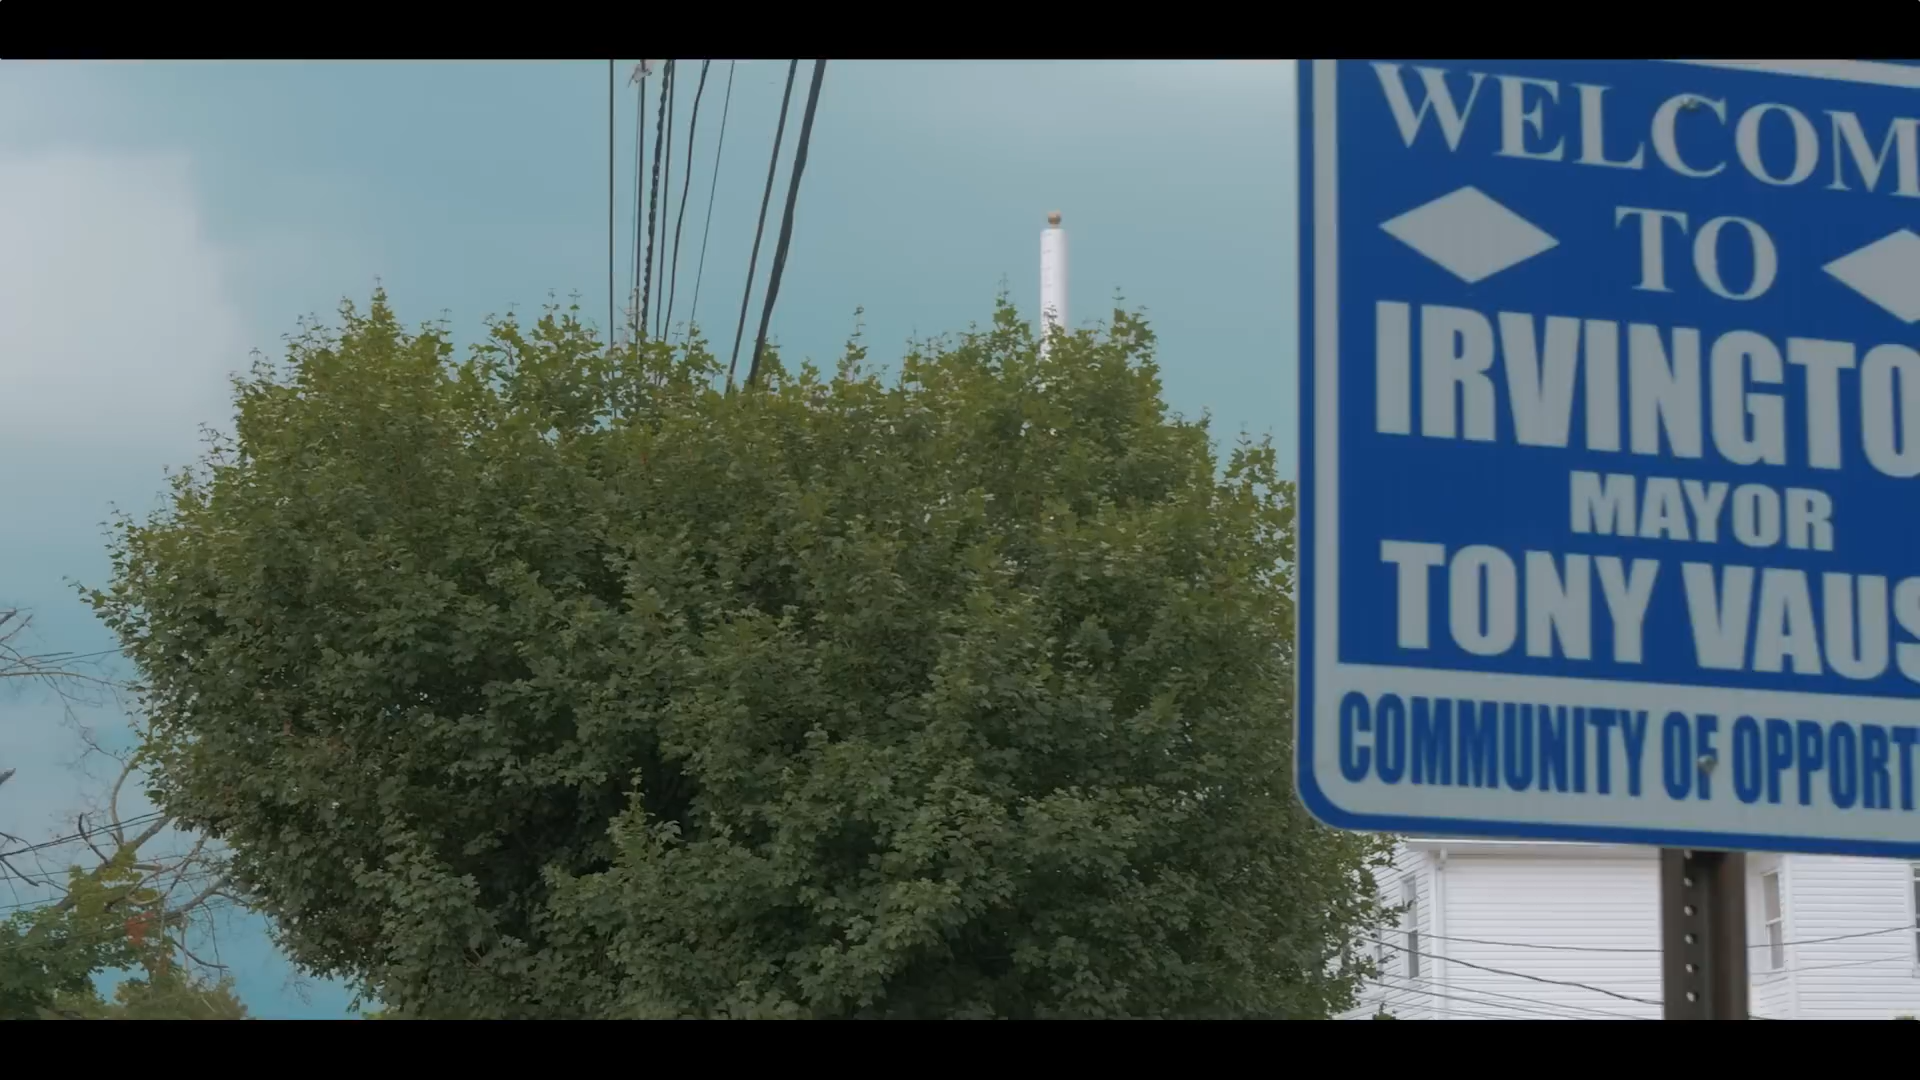 WELCOM
TO
IRVINGTO
MAYOR
TONY VAUS
COMMUNITY OF OPPORT